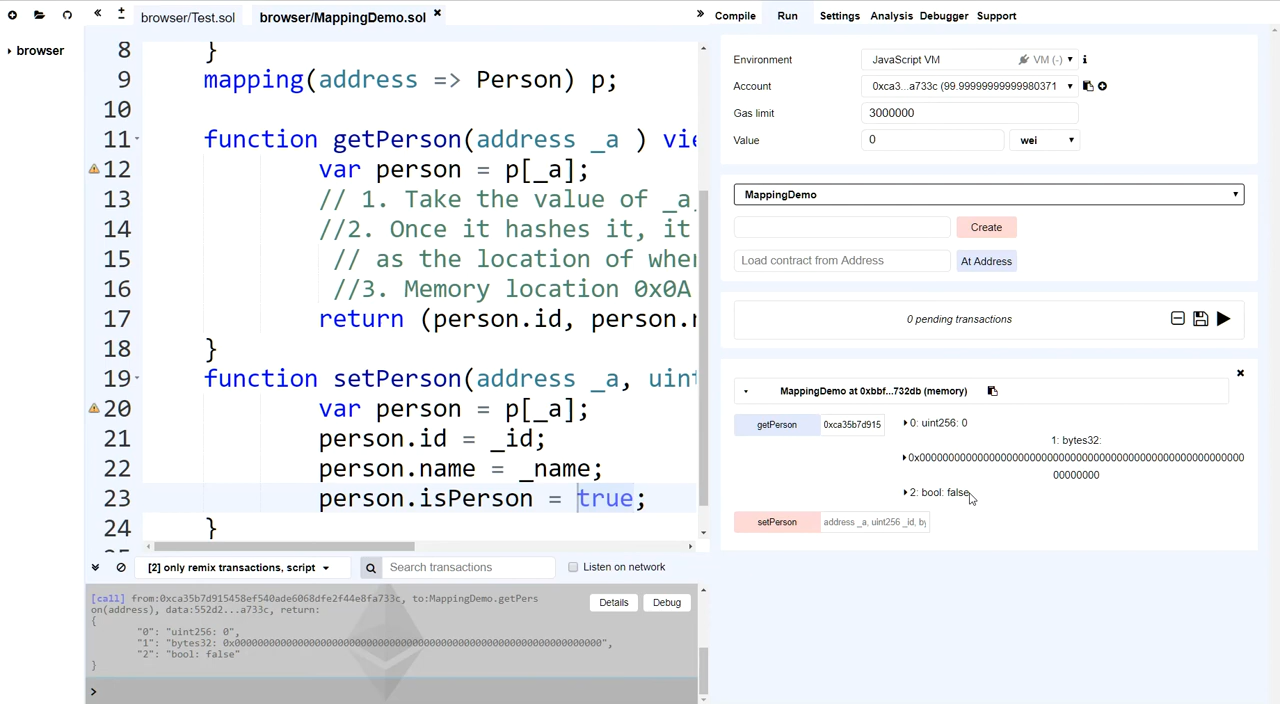 browser/Test.sol
browser/MappingDemo.sol
Compile
Run
Settings
Analysis
Debugger
Support
browser
8 }
9 mapping(address => Person) p;
10
11 function getPerson(address _a ) vie
12 var person = p[_a];
13 // 1. Take the value of _a,
14 //2. Once it hashes it, it
15 // as the location of wher
16 //3. Memory location 0x0A
17 return (person.id, person.n
18 }
19 function setPerson(address _a, uint
20 var person = p[_a];
21 person.id = _id;
22 person.name = _name;
23 person.isPerson = true;
24 }
[2] only remix transactions, script
Search transactions
Listen on network
[call] from:0xca35b7d915458ef540ade6068dfe2f44e8fa733c, to:MappingDemo.getPers
on(address), data:552d2...a733c, return:
{
"0": "uint256: 0",
"1": "bytes32: 0x0000000000000000000000000000000000000000000000000000000000000000",
"2": "bool: false"
}
Details
Debug
>
Environment
JavaScript VM
VM (-)
Account
0xca3...a733c (99.99999999999980371
Gas limit
3000000
Value
0
wei
MappingDemo
Create
Load contract from Address
At Address
0 pending transactions
MappingDemo at 0xbbf...732db (memory)
getPerson
0xca35b7d915
0: uint256: 0
1: bytes32:
0x00000000000000000000000000000000000000000000000000000000
00000000
2: bool: false
setPerson
address _a, uint256 _id, by